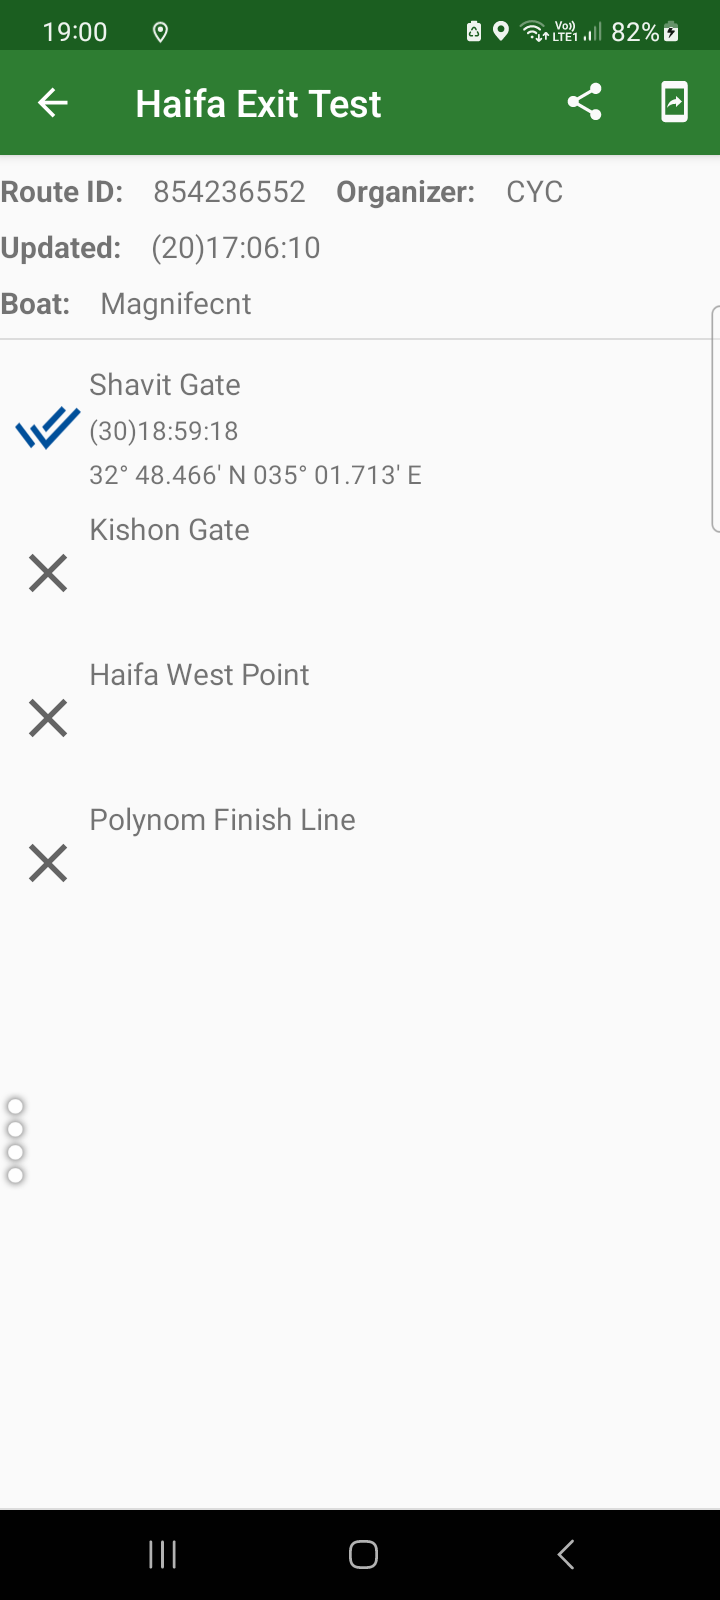 19:00 Vo)) LTE1 82%
Haifa Exit Test
Route ID: 854236552 Organizer: CYC
Updated: (20)17:06:10
Boat: Magnifecnt
Shavit Gate
(30)18:59:18
32° 48.466' N 035° 01.713' E
Kishon Gate
Haifa West Point
Polynom Finish Line